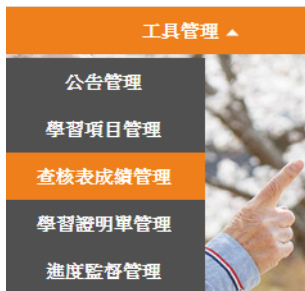 工具管理 ▲
公告管理
學習項目管理
查核表成績管理
學習證明單管理
進度監督管理